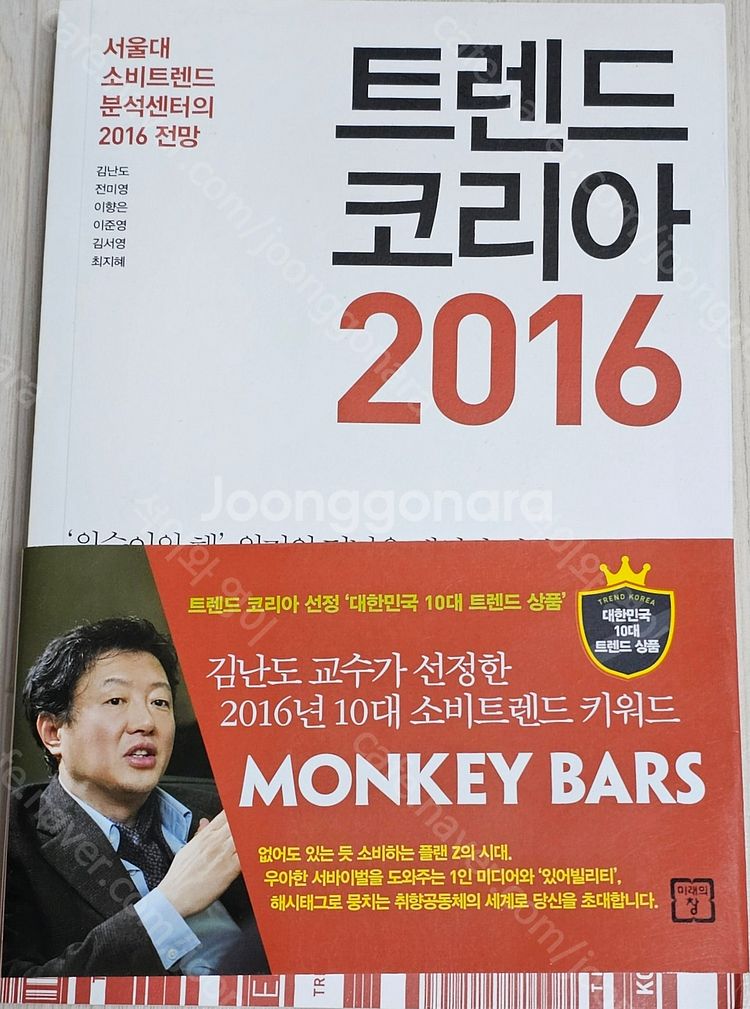 서울대
소비트렌드
분석센터의
2016 전망
김난도
전미영
이향은
이준영
김서영
최지혜
트렌드
코리아
2016
Joonggonara
트렌드 코리아 선정 ‘대한민국 10대 트렌드 상품’
TREND KOREA
대한민국
10대
트렌드 상품
김난도 교수가 선정한
2016년 10대 소비트렌드 키워드
MONKEY BARS
없어도 있는 듯 소비하는 플랜 Z의 시대.
우아한 서바이벌을 도와주는 1인 미디어와 ‘있어빌리티’,
해시태그로 뭉치는 취향공동체의 세계로 당신을 초대합니다.
미래의
창